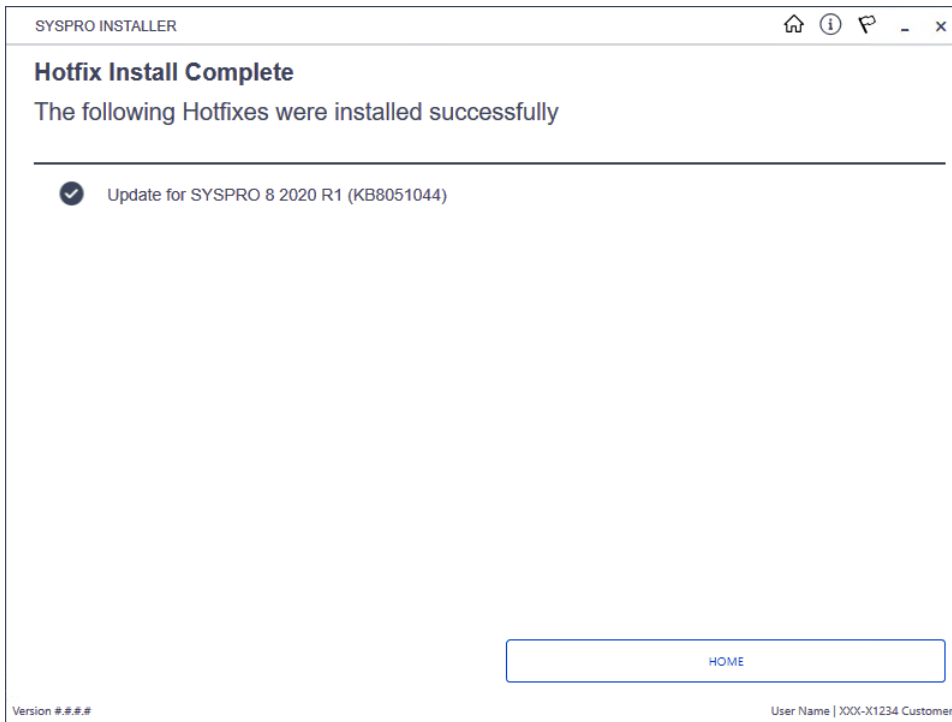 SYSPRO INSTALLER
Hotfix Install Complete
The following Hotfixes were installed successfully
Update for SYSPRO 8 2020 R1 (KB8051044)
HOME
Version #.#.#.#
User Name | XXX-X1234 Customer